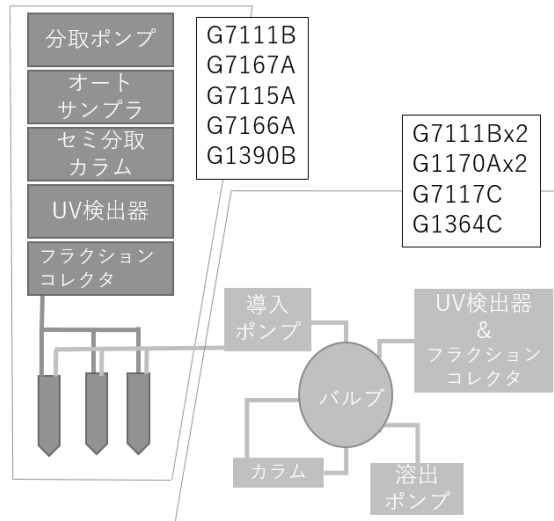 分取ポンプ
オート
サンプラ
セミ分取
カラム
UV検出器
フラクション
コレクタ
G7111B
G7167A
G7115A
G7166A
G1390B
G7111Bx2
G1170Ax2
G7117C
G1364C
導入
ポンプ
UV検出器
&
フラクション
コレクタ
バルブ
カラム
溶出
ポンプ